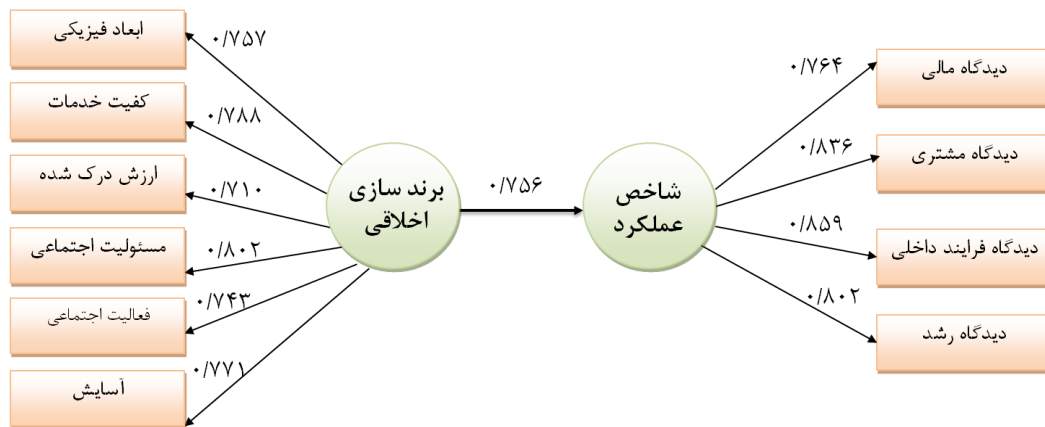 ابعاد فیزیکی
۰/۷۵۷
کفیت خدمات
۰/۷۸۸
ارزش درک شده
۰/۷۱۰
مسئولیت اجتماعی
۰/۸۰۲
فعالیت اجتماعی
۰/۷۴۳
آسایش
۰/۷۷۱
برند سازی
اخلاقی
۰/۷۵۶
شاخص
عملکرد
۰/۷۶۴
دیدگاه مالی
۰/۸۳۶
دیدگاه مشتری
۰/۸۵۹
دیدگاه فرایند داخلی
۰/۸۰۲
دیدگاه رشد